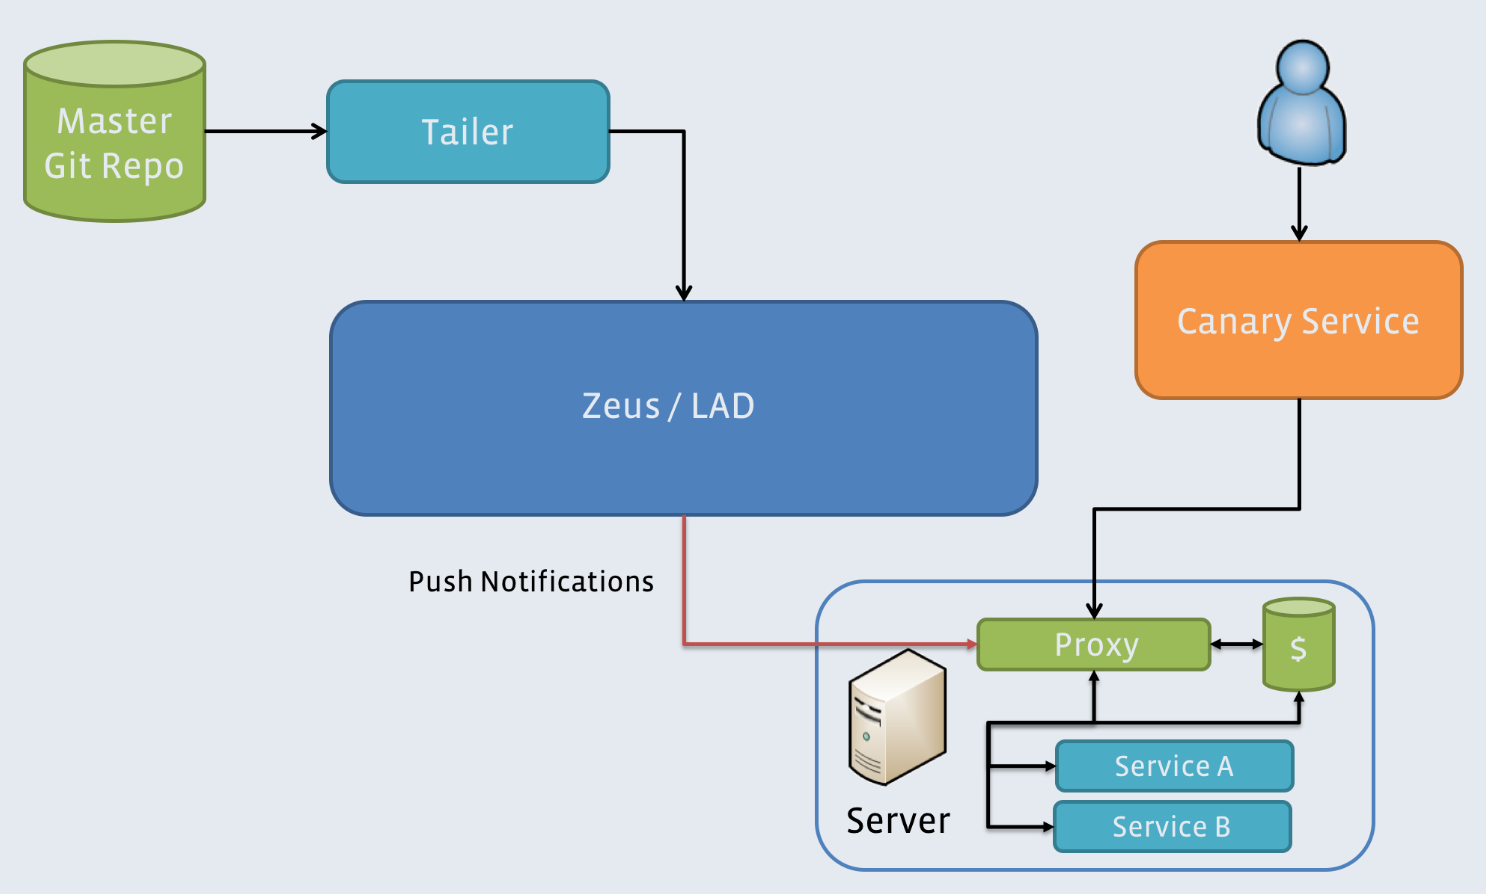 Master
Git Repo
Tailer
Canary Service
Zeus / LAD
Push Notifications
Proxy
$
Server
Service A
Service B